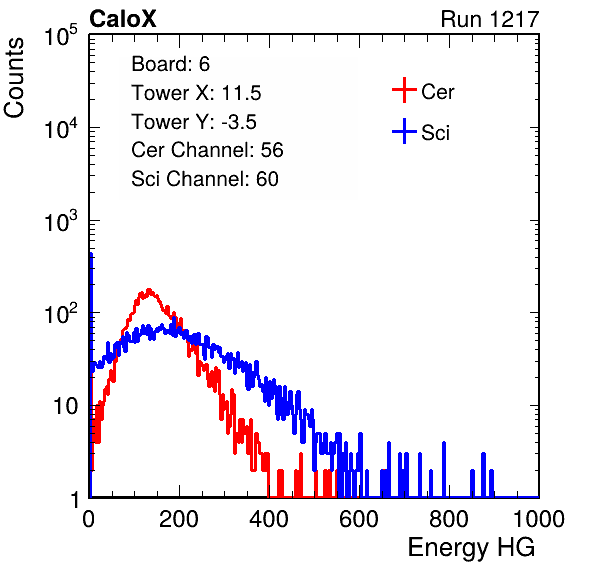 CaloX Run 1217
Counts
10^5
10^4
10^3
10^2
10
1
Board: 6
Tower X: 11.5
Tower Y: -3.5
Cer Channel: 56
Sci Channel: 60
Cer
Sci
0 200 400 600 800 1000
Energy HG